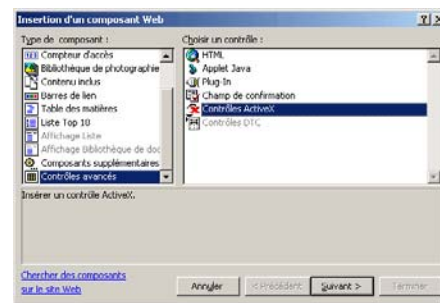 Insertion d'un composant Web
Type de composant :
Compteur d'accès
Bibliothèque de photographie
Contenu inclus
Barres de lien
Table des matières
Liste Top 10
Affichage Liste
Affichage Bibliothèque de doc
Composants supplémentaires
Contrôles avancés
Choisir un contrôle :
HTML
Applet Java
Plug-In
Champ de confirmation
Contrôles ActiveX
Contrôles DTC
Insérer un contrôle ActiveX.
Chercher des composants
sur le site Web
Annuler
< Précédent
Suivant >
Terminer